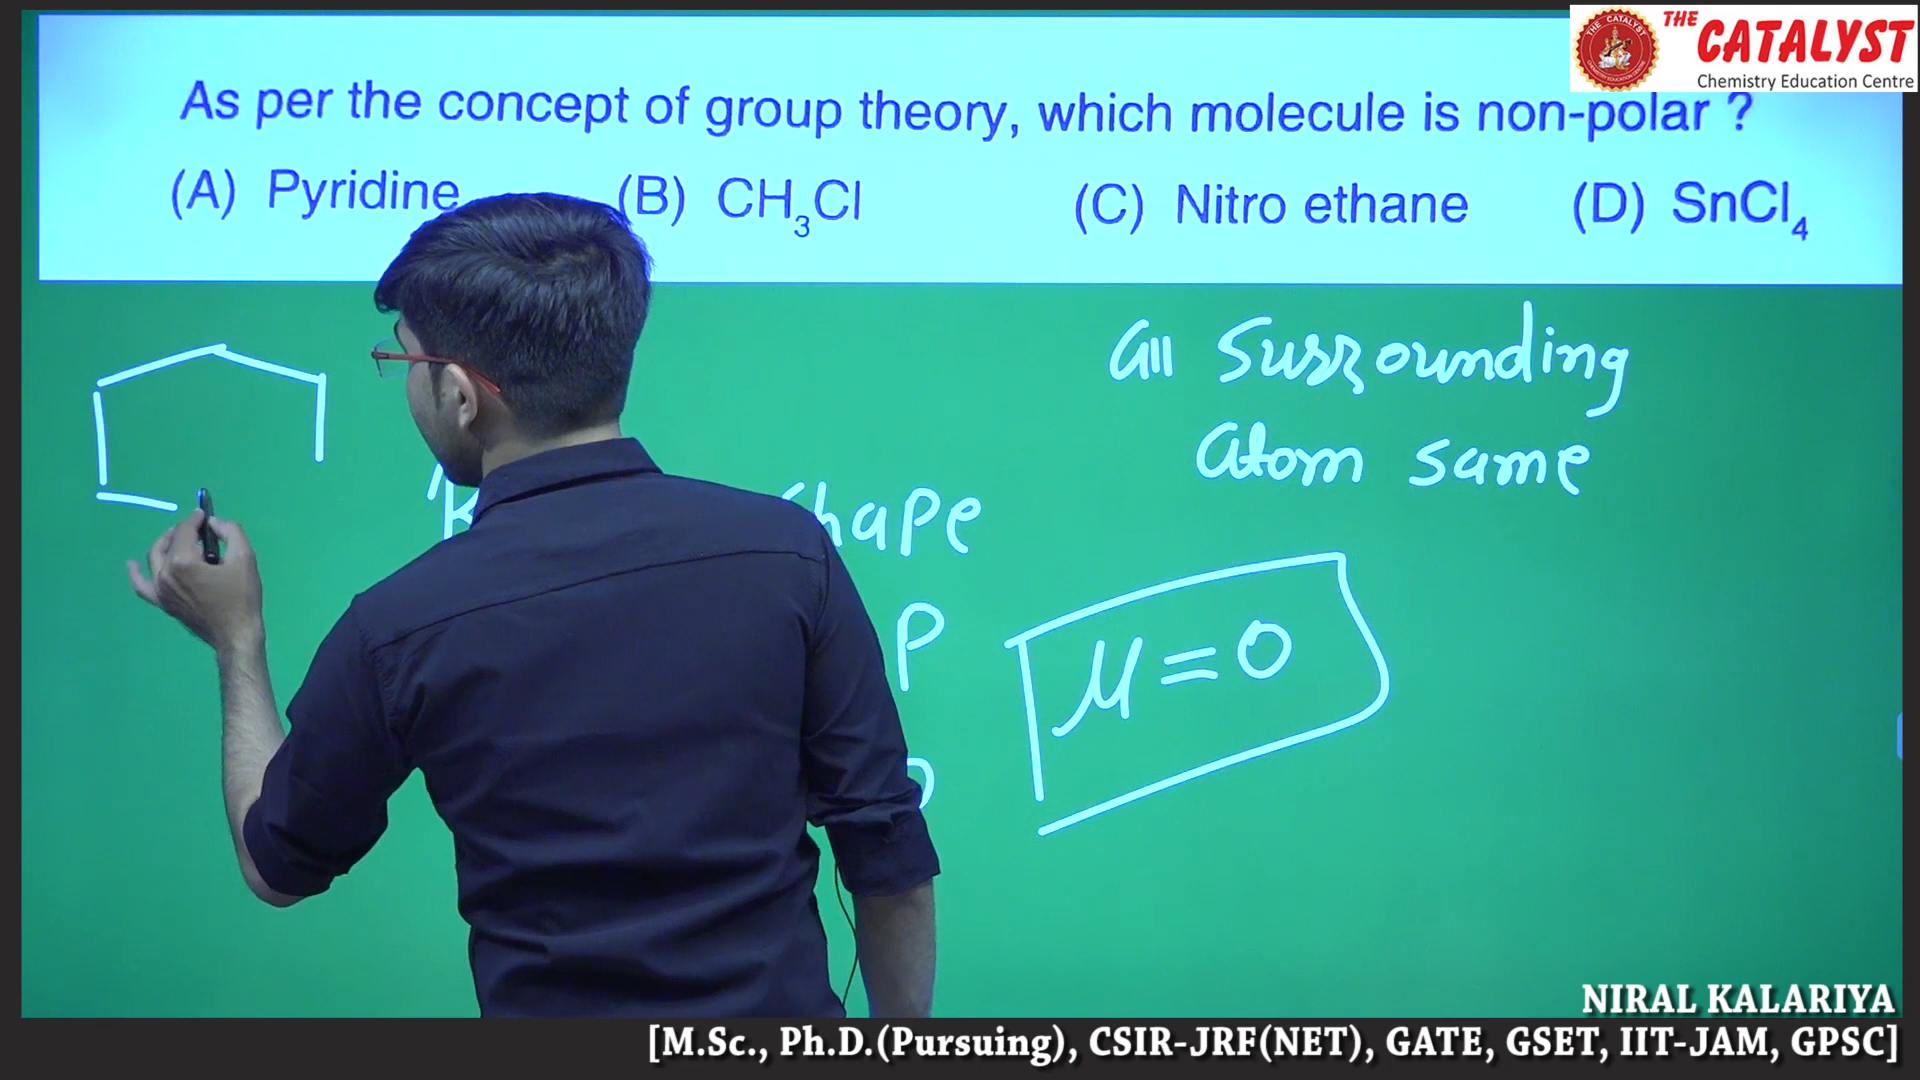 THE CATALYST
Chemistry Education Centre
As per the concept of group theory, which molecule is non-polar ?
(A) Pyridine (B) CH₃Cl (C) Nitro ethane (D) SnCl₄
All Surrounding
Atom same
P
μ = 0
NIRAL KALARIYA
[M.Sc., Ph.D.(Pursuing), CSIR-JRF(NET), GATE, GSET, IIT-JAM, GPSC]